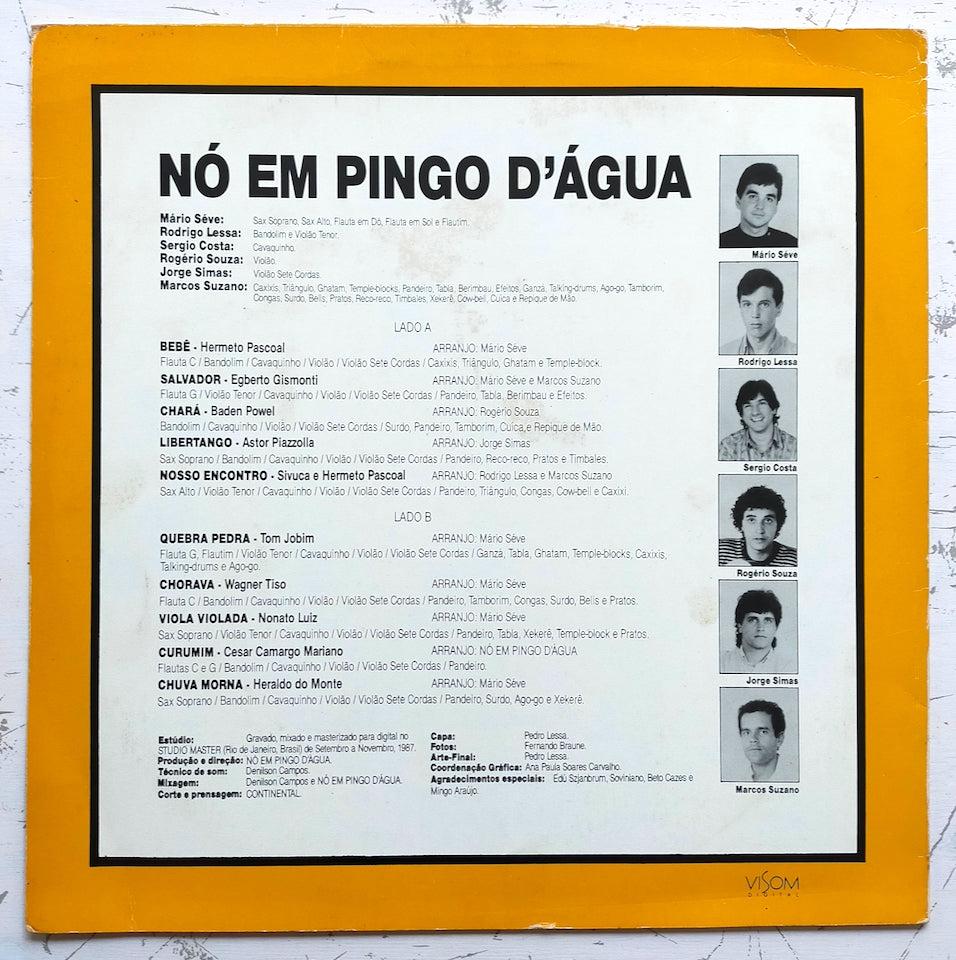 NÓ EM PINGO D'ÁGUA
Mário Séve: Sax Soprano, Sax Alto, Flauta em Dó, Flauta em Sol e Flautim.
Rodrigo Lessa: Bandolim e Violão Tenor.
Sergio Costa: Cavaquinho.
Rogério Souza: Violão.
Jorge Simas: Violão Sete Cordas.
Marcos Suzano: Caxixis, Triângulo, Ghatam, Temple-blocks, Pandeiro, Tabla, Berimbau, Efeitos, Ganzá, Talking-drums, Ago-go, Tamborim,
Congas, Surdo, Bells, Pratos, Reco-reco, Timbales, Xekerê, Cow-bell, Cuíca e Repique de Mão.
LADO A
BEBÊ - Hermeto Pascoal ARRANJO: Mário Séve
Flauta C / Bandolim / Cavaquinho / Violão / Violão Sete Cordas / Caxixis, Triângulo, Ghatam e Temple-block.
SALVADOR - Egberto Gismonti ARRANJO: Mário Séve e Marcos Suzano
Flauta G / Violão Tenor / Cavaquinho / Violão / Violão Sete Cordas / Pandeiro, Tabla, Berimbau e Efeitos.
CHARÁ - Baden Powel ARRANJO: Rogério Souza
Bandolim / Cavaquinho / Violão / Violão Sete Cordas / Surdo, Pandeiro, Tamborim, Cuíca,e Repique de Mão.
LIBERTANGO - Astor Piazzolla ARRANJO: Jorge Simas
Sax Soprano / Bandolim / Cavaquinho / Violão / Violão Sete Cordas / Pandeiro, Reco-reco, Pratos e Timbales.
NOSSO ENCONTRO - Sivuca e Hermeto Pascoal ARRANJO: Rodrigo Lessa e Marcos Suzano
Sax Alto / Violão Tenor / Cavaquinho / Violão / Violão Sete Cordas / Pandeiro, Triângulo, Congas, Cow-bell e Caxixi.
LADO B
QUEBRA PEDRA - Tom Jobim ARRANJO: Mário Séve
Flauta G, Flautim / Violão Tenor / Cavaquinho / Violão / Violão Sete Cordas / Ganzá, Tabla, Ghatam, Temple-blocks, Caxixis,
Talking-drums e Ago-go.
CHORAVA - Wagner Tiso ARRANJO: Mário Séve
Flauta C / Bandolim / Cavaquinho / Violão / Violão Sete Cordas / Pandeiro, Tamborim, Congas, Surdo, Bells e Pratos.
VIOLA VIOLADA - Nonato Luiz ARRANJO: Mário Séve
Sax Soprano / Violão Tenor / Cavaquinho / Violão / Violão Sete Cordas / Pandeiro, Tabla, Xekerê, Temple-block e Pratos.
CURUMIM - Cesar Camargo Mariano ARRANJO: NÓ EM PINGO D'ÁGUA
Flautas C e G / Bandolim / Cavaquinho / Violão / Violão Sete Cordas / Pandeiro.
CHUVA MORNA - Heraldo do Monte ARRANJO: Mário Séve
Sax Soprano / Bandolim / Cavaquinho / Violão / Violão Sete Cordas / Pandeiro, Surdo, Ago-go e Xekerê.
Estúdio: Gravado, mixado e masterizado para digital no
STUDIO MASTER (Rio de Janeiro, Brasil) de Setembro a Novembro, 1987.
Produção e direção: NÓ EM PINGO D'ÁGUA.
Técnico de som: Denilson Campos.
Mixagem: Denilson Campos e NÓ EM PINGO D'ÁGUA.
Corte e prensagem: CONTINENTAL.
Capa: Pedro Lessa.
Fotos: Fernando Braune.
Arte-Final: Pedro Lessa.
Coordenação Gráfica: Ana Paula Soares Carvalho.
Agradecimentos especiais: Edú Szjanbrum, Soviniano, Beto Cazes e
Mingo Araújo.
Mário Séve
Rodrigo Lessa
Sergio Costa
Rogério Souza
Jorge Simas
Marcos Suzano
VISOM
DIGITAL